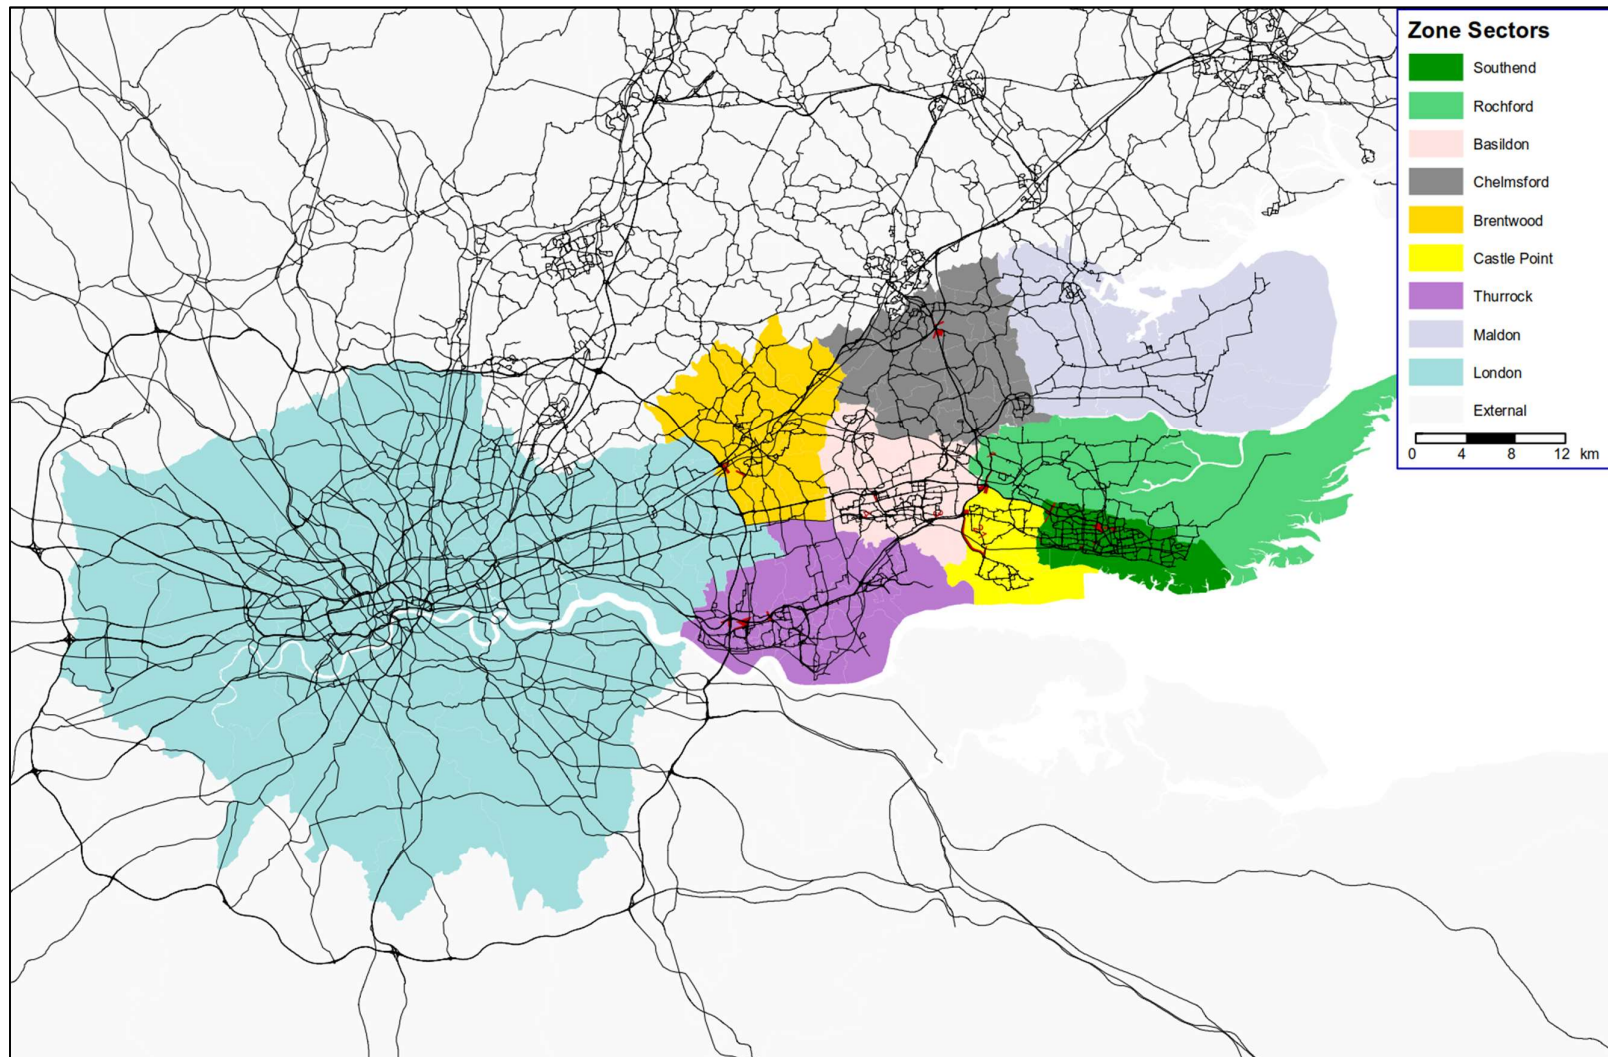 Zone Sectors
Southend
Rochford
Basildon
Chelmsford
Brentwood
Castle Point
Thurrock
Maldon
London
External
0 4 8 12 km